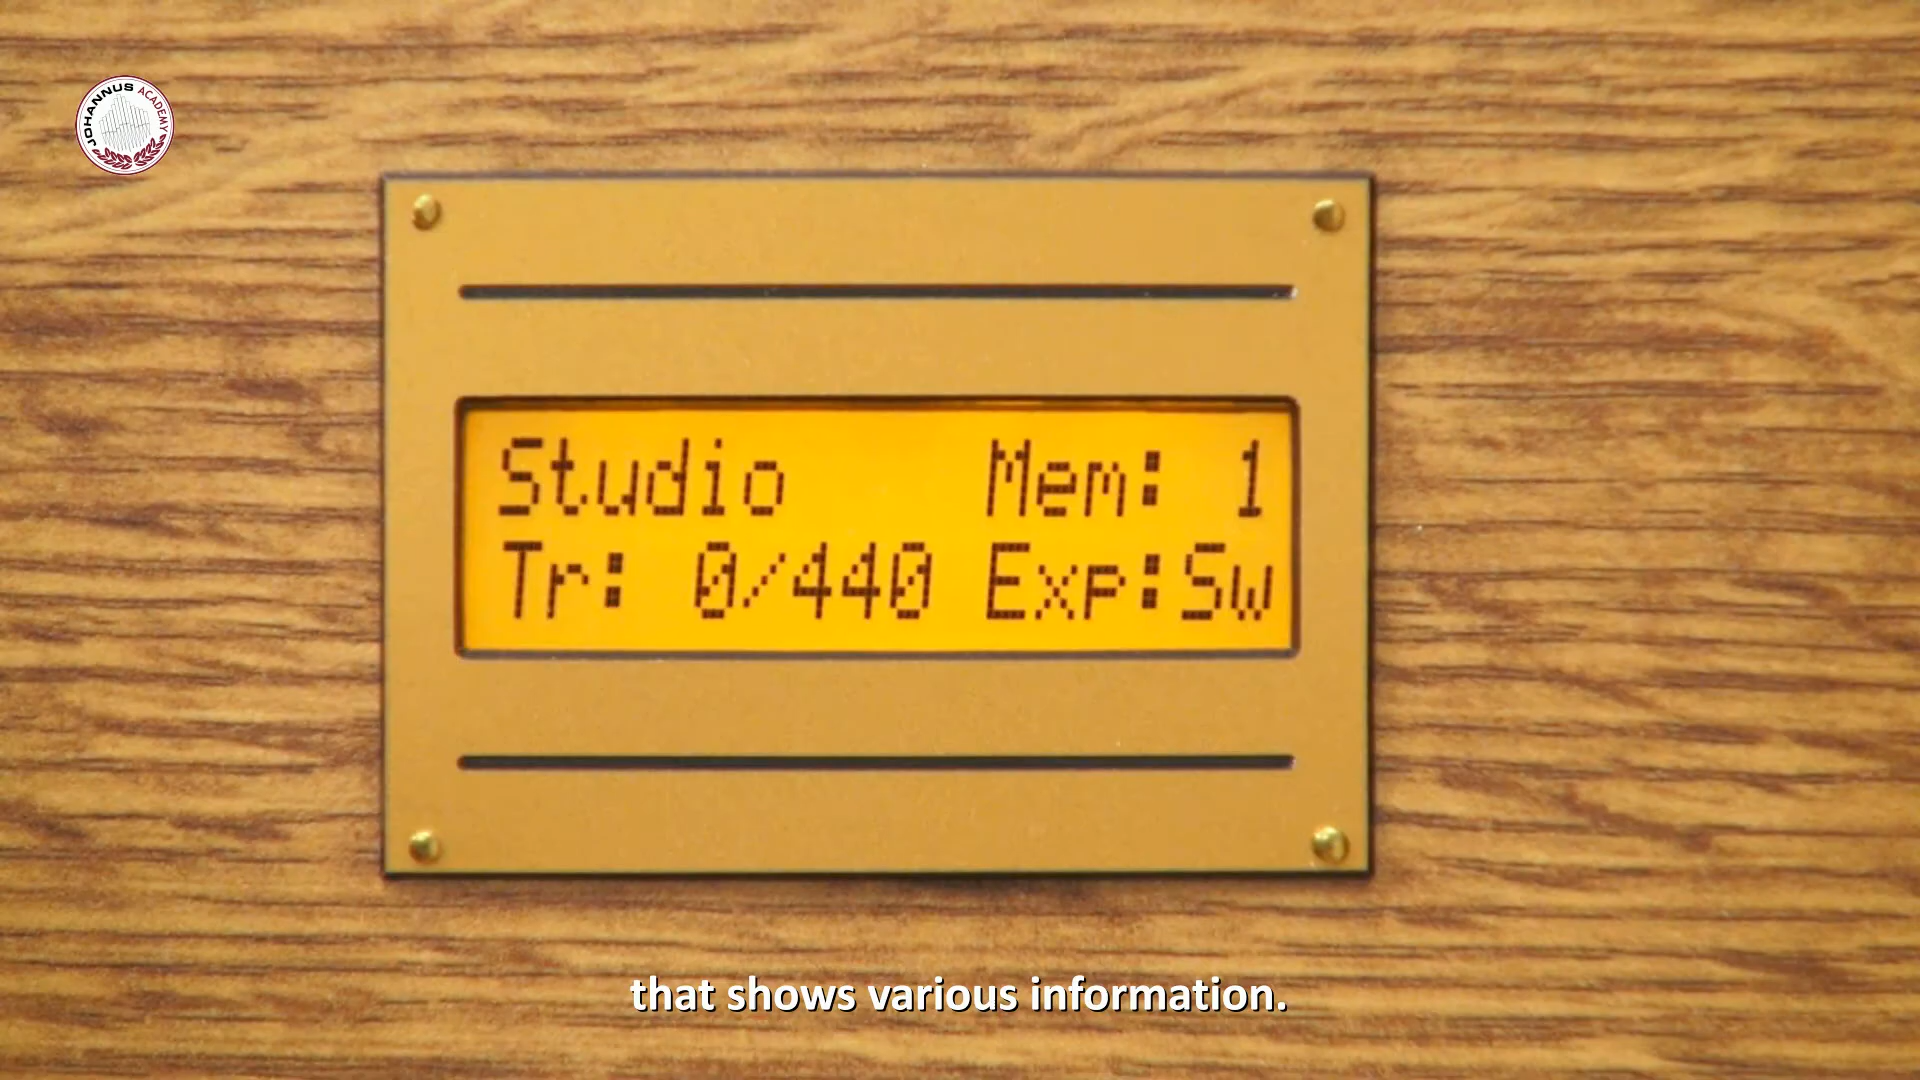 JOHANNUS ACADEMY
Studio Mem: 1
Tr: 0/440 Exp:Sw
that shows various information.